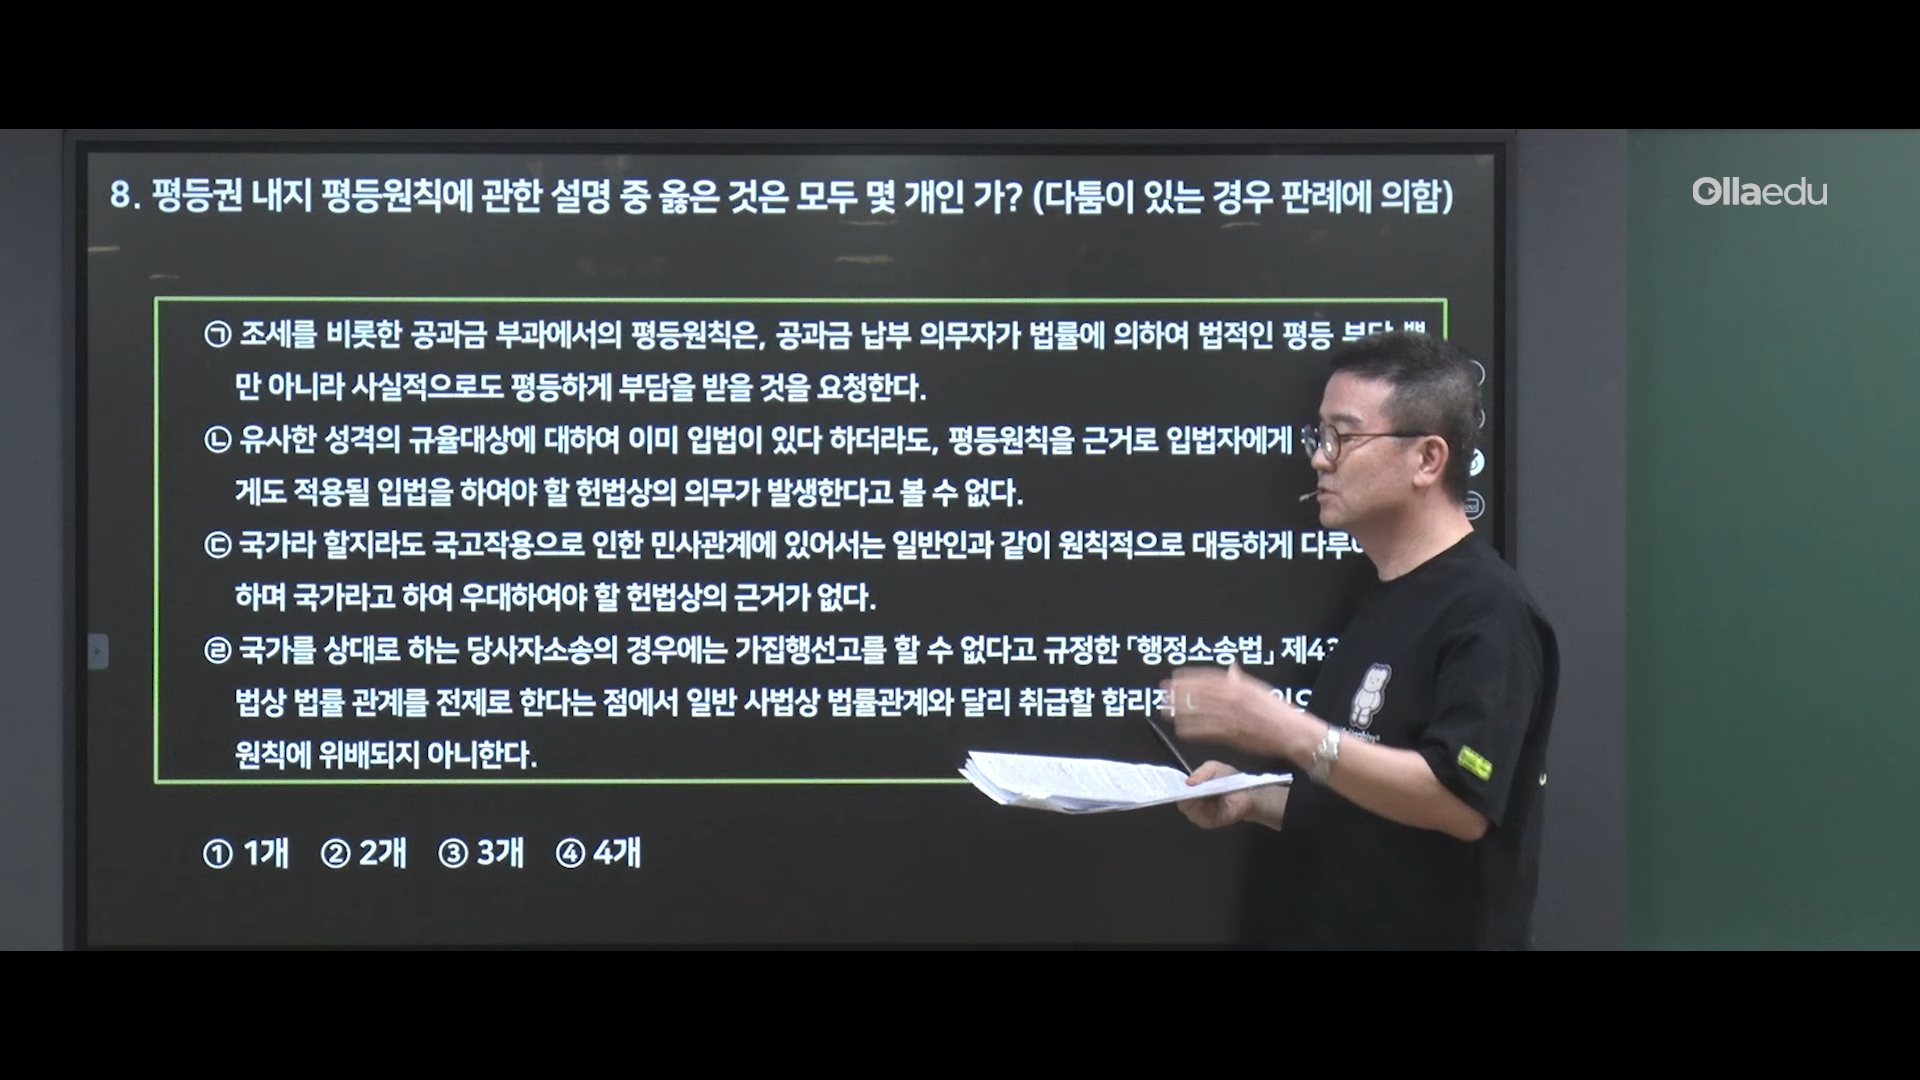 Ollaedu
8. 평등권 내지 평등원칙에 관한 설명 중 옳은 것은 모두 몇 개인 가? (다툼이 있는 경우 판례에 의함)
㉠ 조세를 비롯한 공과금 부과에서의 평등원칙은, 공과금 납부 의무자가 법률에 의하여 법적인 평등
만 아니라 사실적으로도 평등하게 부담을 받을 것을 요청한다.
㉡ 유사한 성격의 규율대상에 대하여 이미 입법이 있다 하더라도, 평등원칙을 근거로 입법자에게
게도 적용될 입법을 하여야 할 헌법상의 의무가 발생한다고 볼 수 없다.
㉢ 국가라 할지라도 국고작용으로 인한 민사관계에 있어서는 일반인과 같이 원칙적으로 대등하게
하며 국가라고 하여 우대하여야 할 헌법상의 근거가 없다.
㉣ 국가를 상대로 하는 당사자소송의 경우에는 가집행선고를 할 수 없다고 규정한 「행정소송법」
법상 법률 관계를 전제로 한다는 점에서 일반 사법상 법률관계와 달리 취급할
원칙에 위배되지 아니한다.
① 1개 ② 2개 ③ 3개 ④ 4개